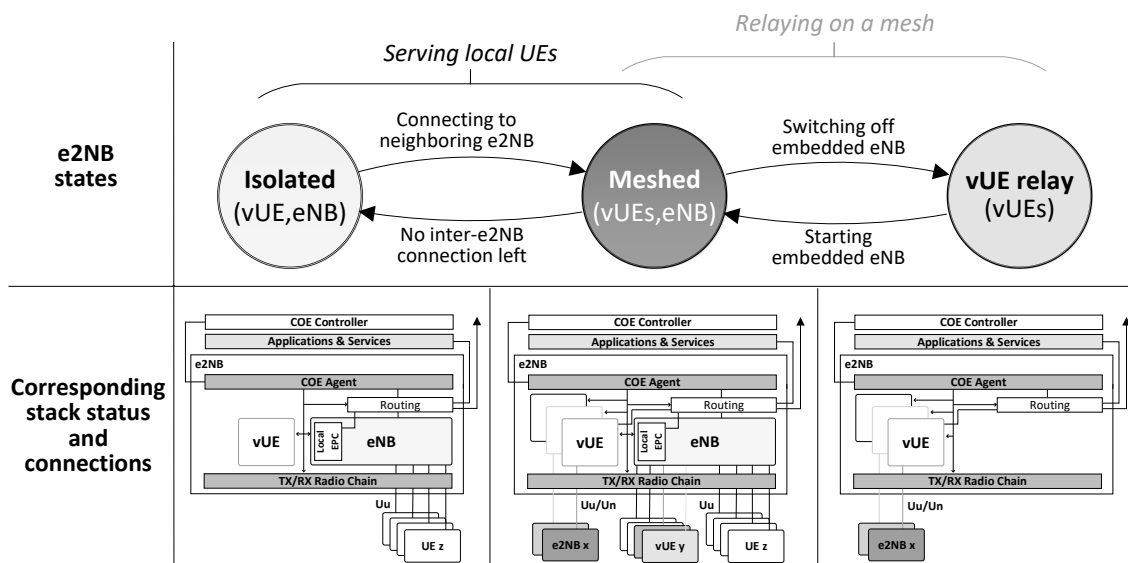 Relaying on a mesh
Serving local UEs
e2NB
states
Isolated
(vUE,eNB)
Connecting to
neighboring e2NB
No inter-e2NB
connection left
Meshed
(vUEs,eNB)
Switching off
embedded eNB
Starting
embedded eNB
vUE relay
(vUEs)
Corresponding
stack status
and
connections
COE Controller
Applications & Services
e2NB
COE Agent
Routing
vUE
Local
EPC
eNB
TX/RX Radio Chain
Uu
UE z
COE Controller
Applications & Services
e2NB
COE Agent
Routing
vUE
Local
EPC
eNB
TX/RX Radio Chain
Uu/Un
Uu
e2NB x
vUE y
UE z
COE Controller
Applications & Services
e2NB
COE Agent
Routing
vUE
TX/RX Radio Chain
Uu/Un
e2NB x